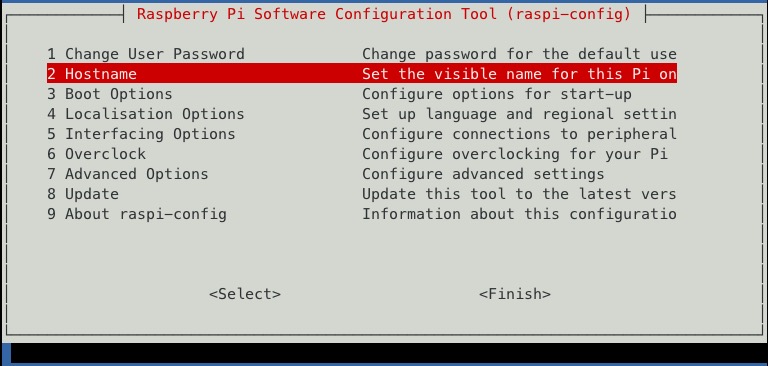 Raspberry Pi Software Configuration Tool (raspi-config)
1 Change User Password Change password for the default use
2 Hostname Set the visible name for this Pi on
3 Boot Options Configure options for start-up
4 Localisation Options Set up language and regional settin
5 Interfacing Options Configure connections to peripheral
6 Overclock Configure overclocking for your Pi
7 Advanced Options Configure advanced settings
8 Update Update this tool to the latest vers
9 About raspi-config Information about this configuratio
<Select> <Finish>